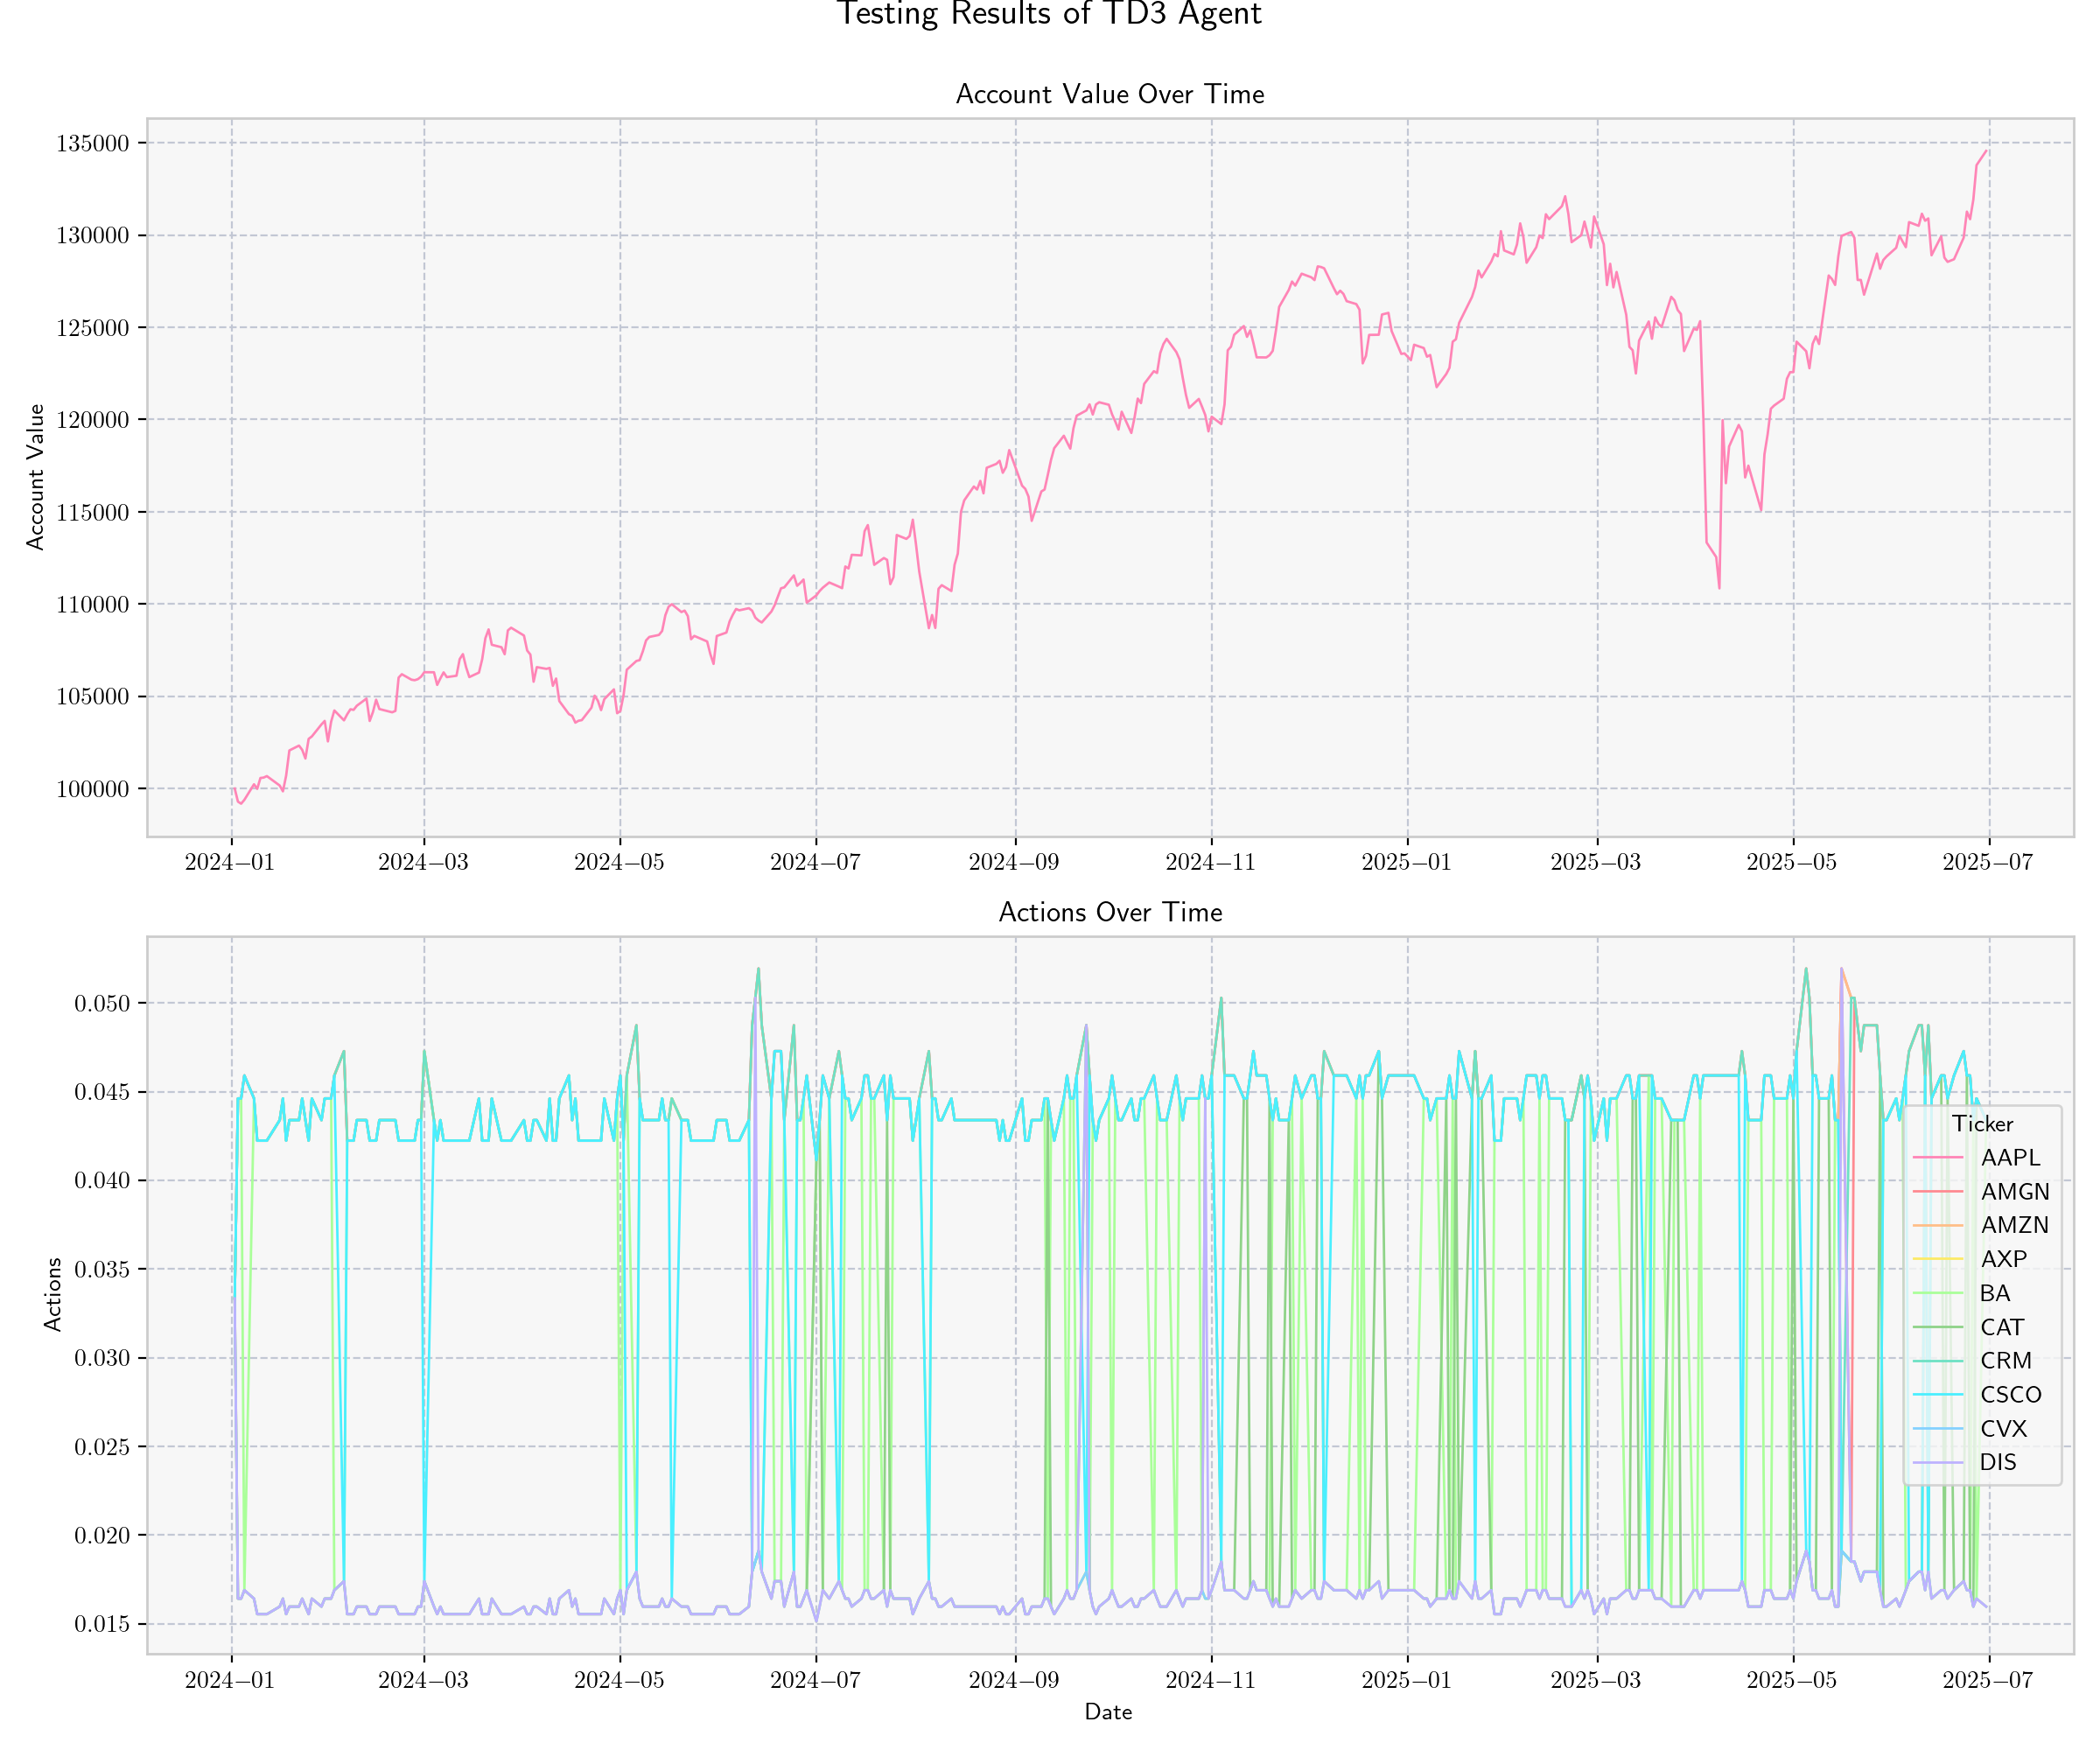 Testing Results of TD3 Agent
Account Value Over Time
Account Value
135000
130000
125000
120000
115000
110000
105000
100000
2024−01 2024−03 2024−05 2024−07 2024−09 2024−11 2025−01 2025−03 2025−05 2025−07
Actions Over Time
Actions
0.050
0.045
0.040
0.035
0.030
0.025
0.020
0.015
Ticker
AAPL
AMGN
AMZN
AXP
BA
CAT
CRM
CSCO
CVX
DIS
2024−01 2024−03 2024−05 2024−07 2024−09 2024−11 2025−01 2025−03 2025−05 2025−07
Date